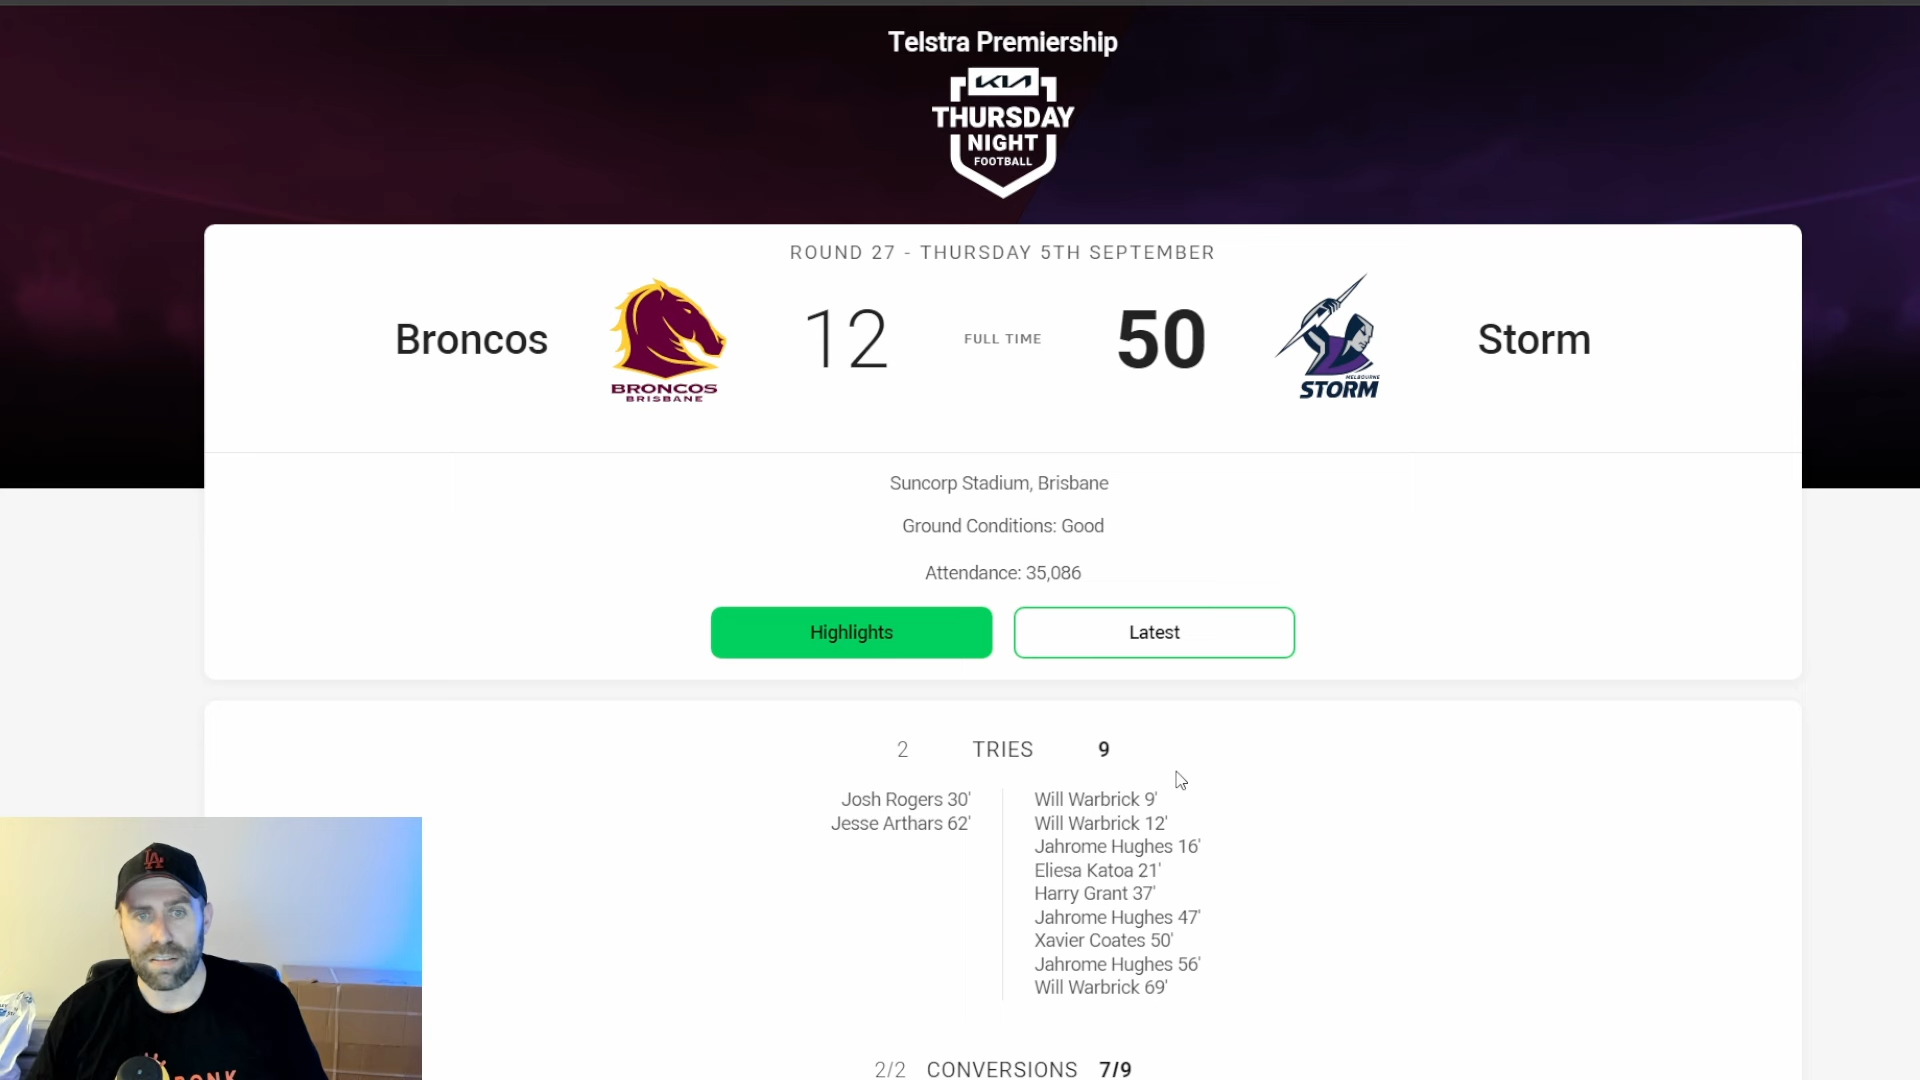 Telstra Premiership
KIA
THURSDAY
NIGHT
FOOTBALL
ROUND 27 - THURSDAY 5TH SEPTEMBER
Broncos
BRONCOS
BRISBANE
12
FULL TIME
50
MELBOURNE
STORM
Storm
Suncorp Stadium, Brisbane
Ground Conditions: Good
Attendance: 35,086
Highlights
Latest
2 TRIES 9
Josh Rogers 30'
Jesse Arthars 62'
Will Warbrick 9'
Will Warbrick 12'
Jahrome Hughes 16'
Eliesa Katoa 21'
Harry Grant 37'
Jahrome Hughes 47'
Xavier Coates 50'
Jahrome Hughes 56'
Will Warbrick 69'
2/2 CONVERSIONS 7/9
LA